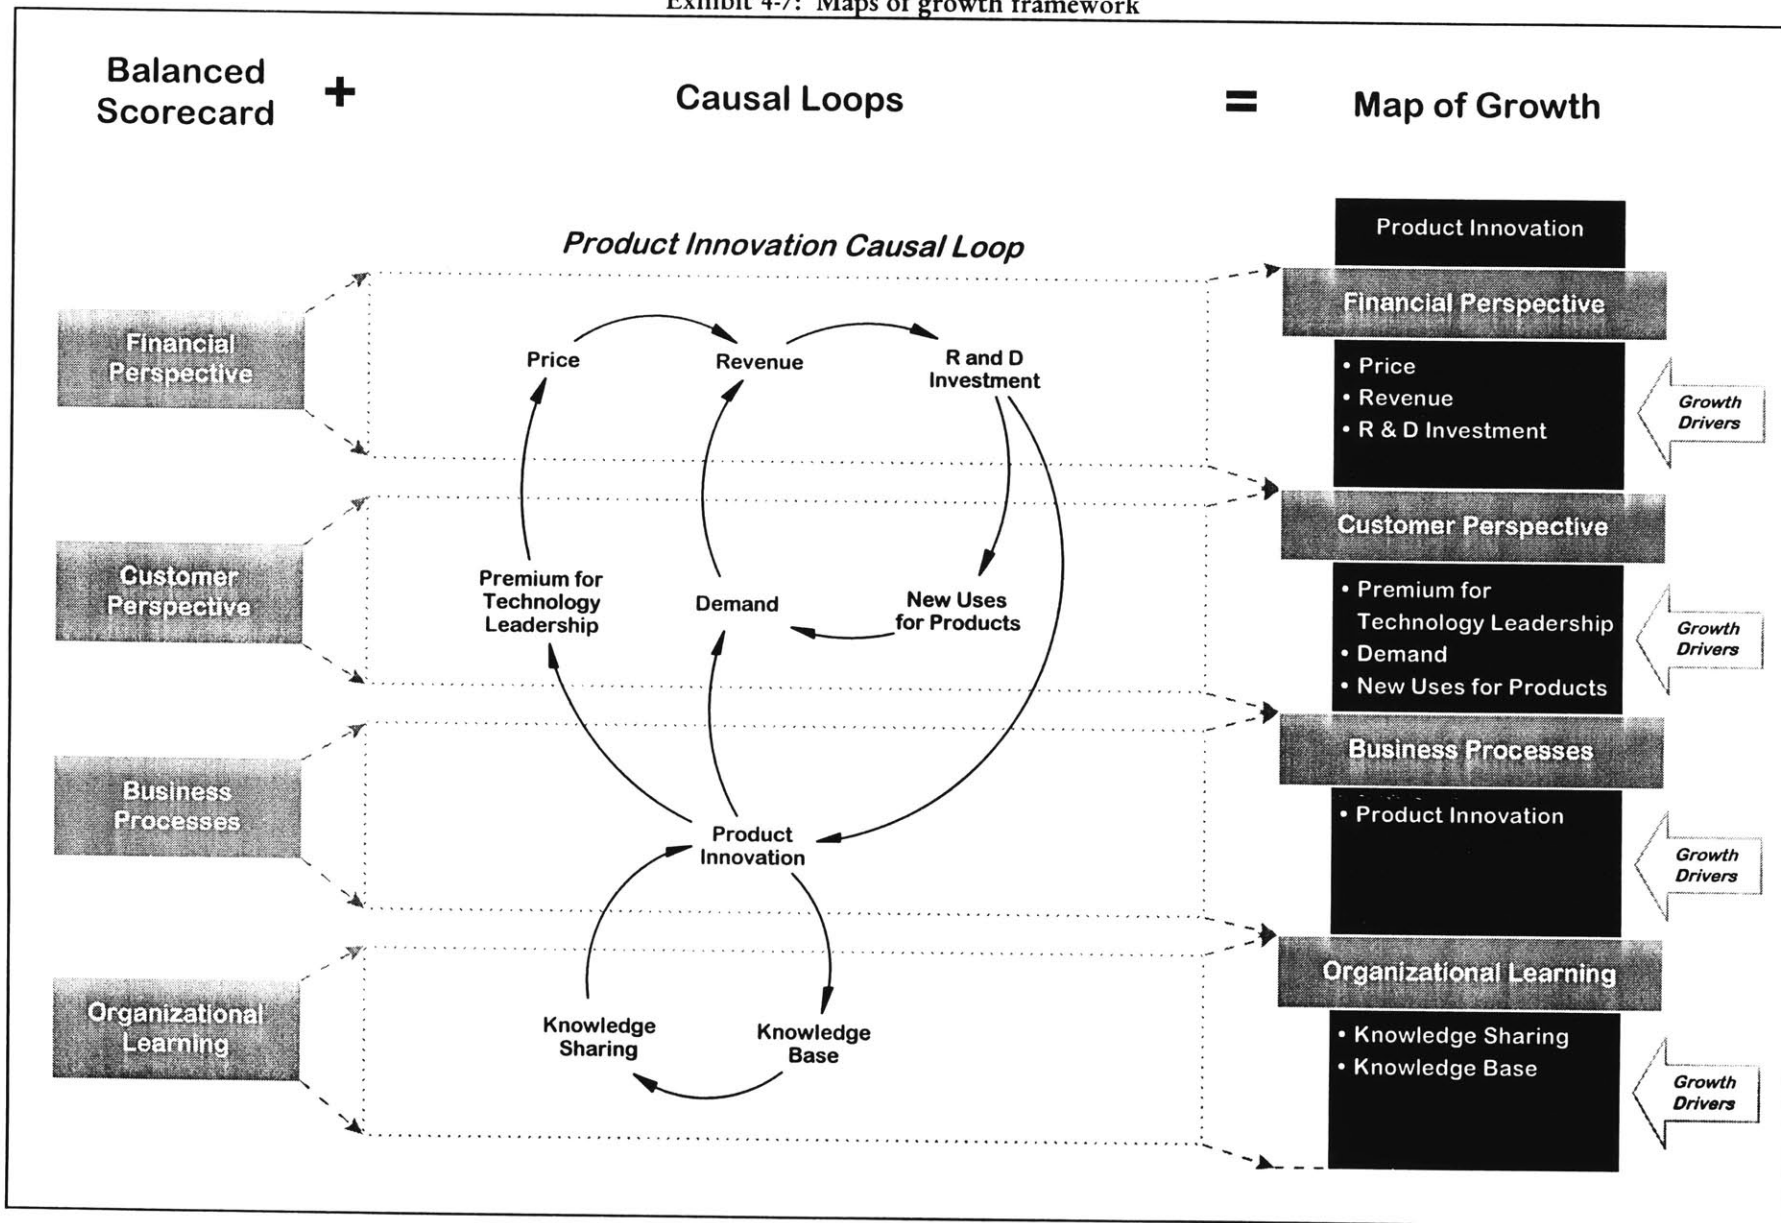 Exhibit 4-7: Maps of growth framework
Balanced
Scorecard
+
Causal Loops
=
Map of Growth
Product Innovation Causal Loop
Financial
Perspective
Price
Revenue
R and D
Investment
Customer
Perspective
Premium for
Technology
Leadership
Demand
New Uses
for Products
Business
Processes
Product
Innovation
Organizational
Learning
Knowledge
Sharing
Knowledge
Base
Product Innovation
Financial Perspective
• Price
• Revenue
• R & D Investment
Growth
Drivers
Customer Perspective
• Premium for
Technology Leadership
• Demand
• New Uses for Products
Growth
Drivers
Business Processes
• Product Innovation
Growth
Drivers
Organizational Learning
• Knowledge Sharing
• Knowledge Base
Growth
Drivers